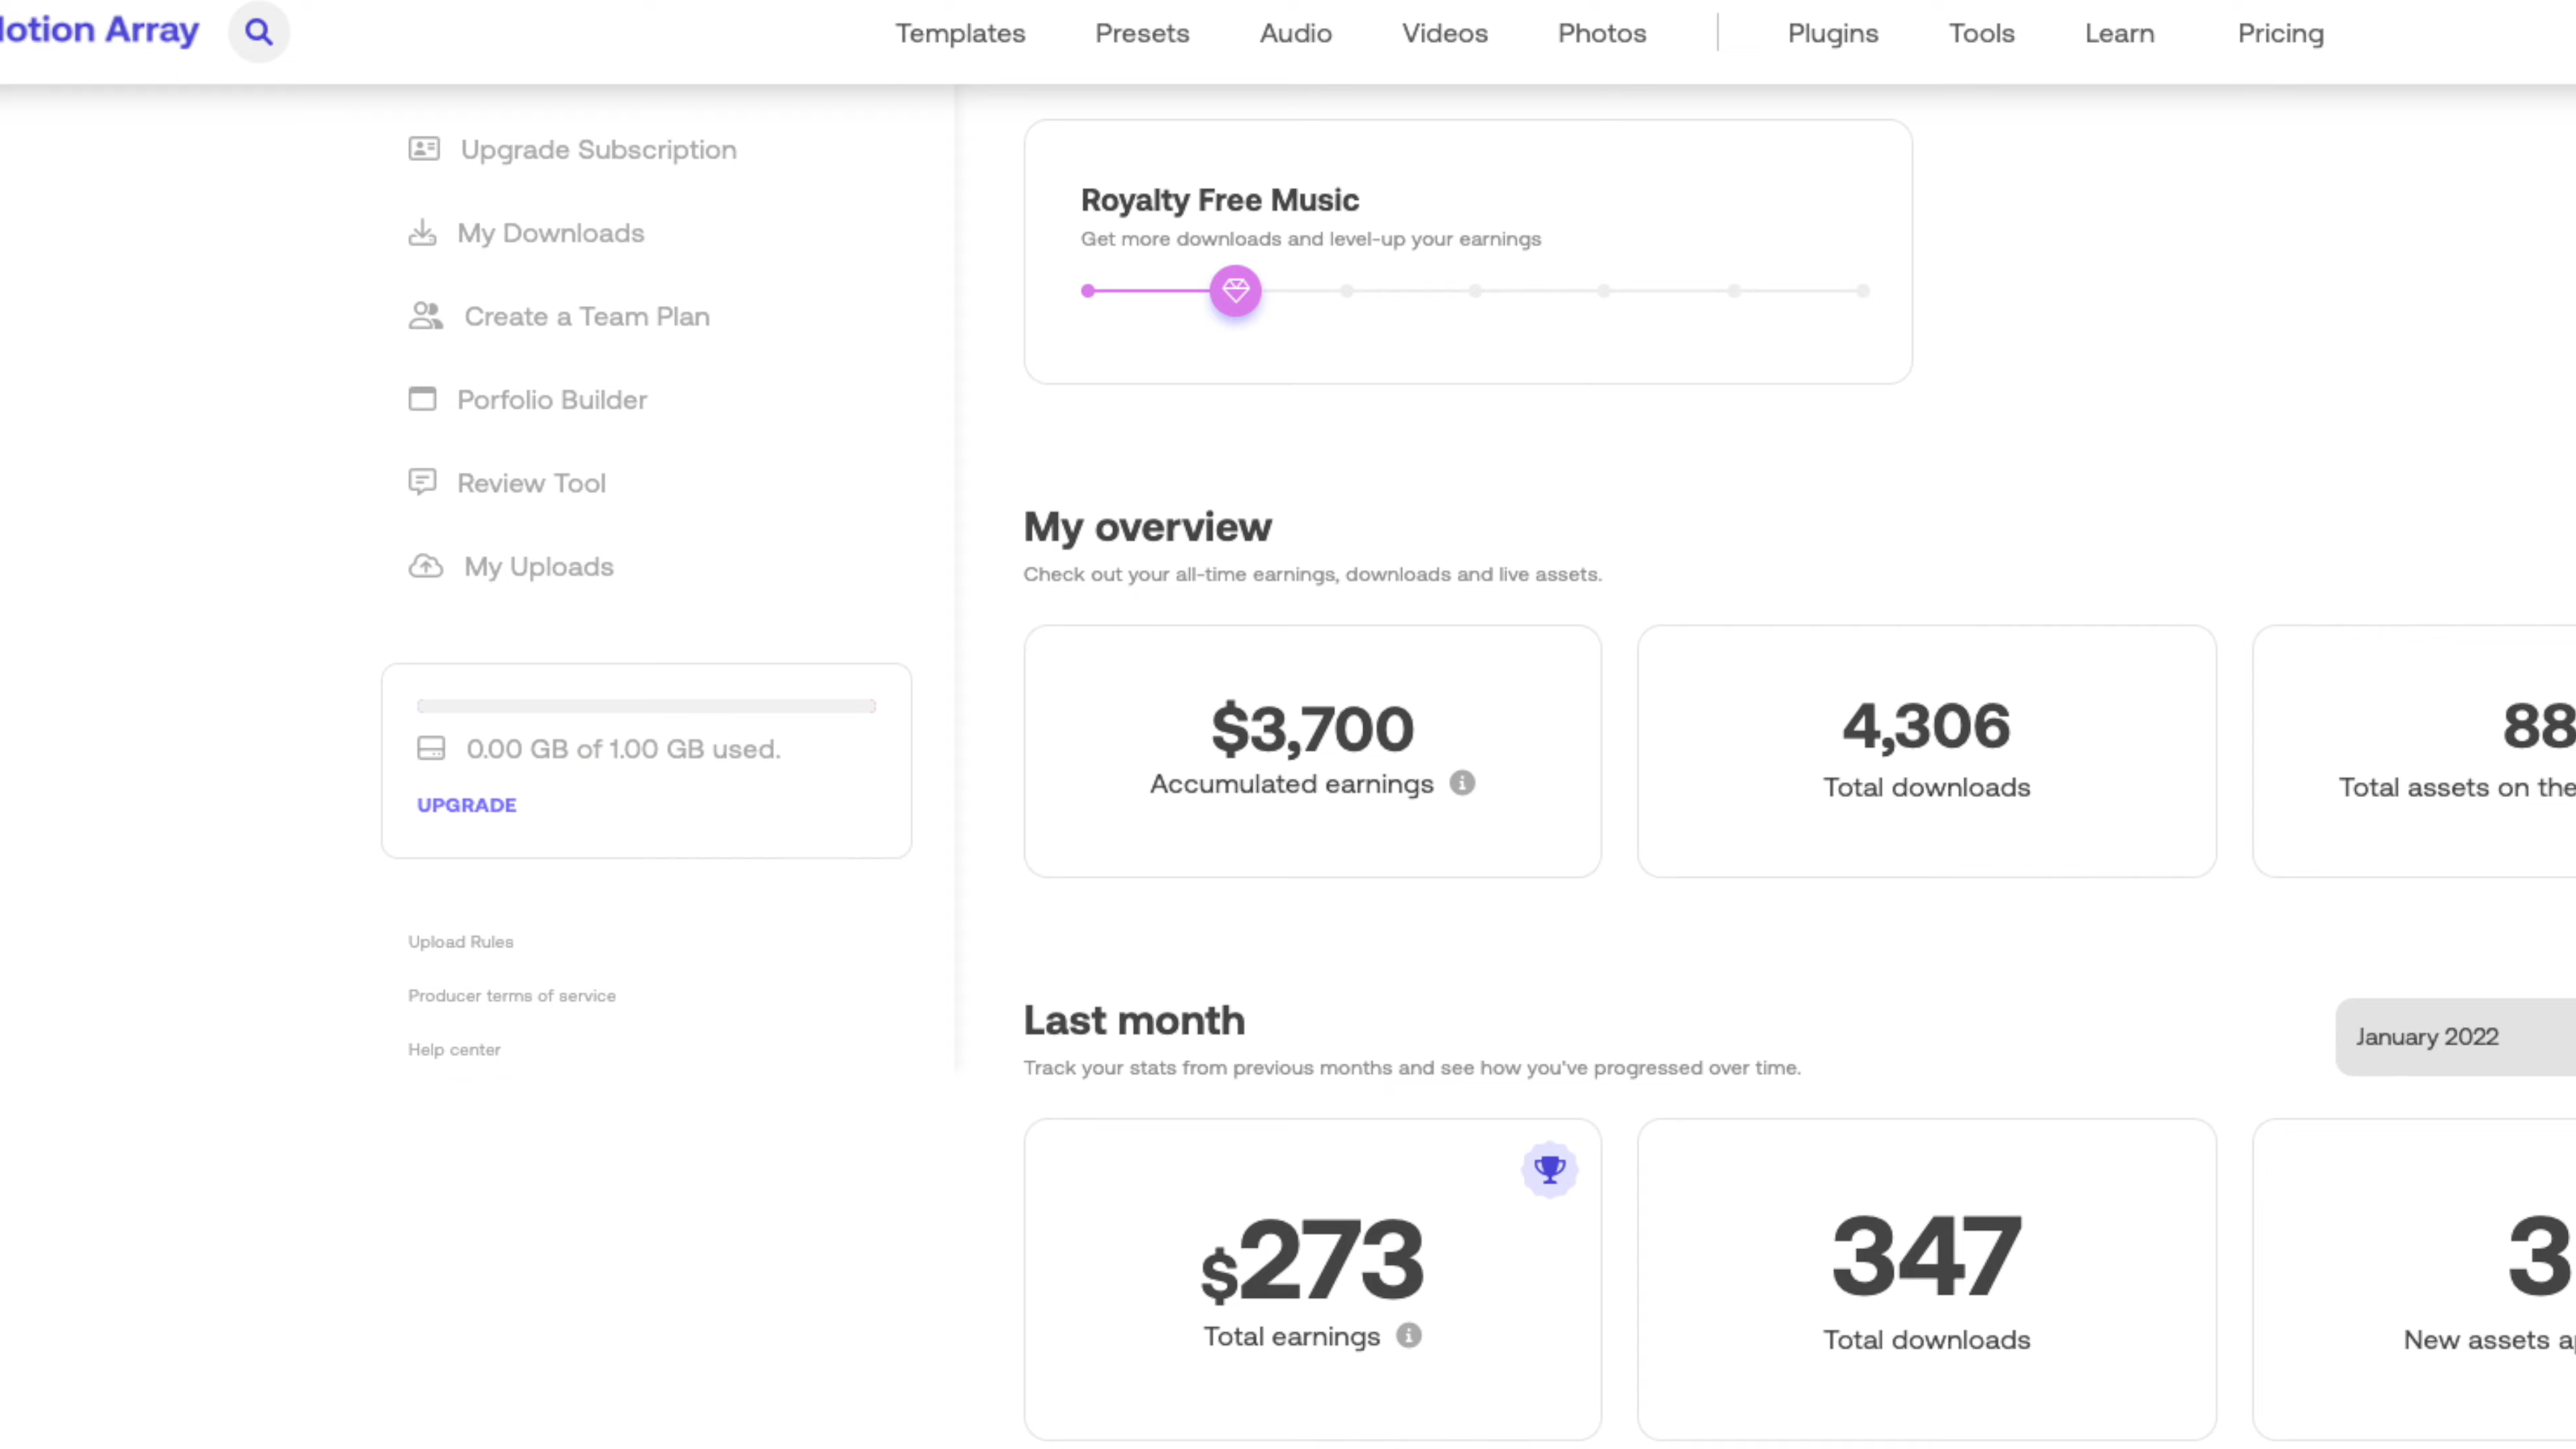 Motion Array
Templates
Presets
Audio
Videos
Photos
Plugins
Tools
Learn
Pricing
Upgrade Subscription
My Downloads
Create a Team Plan
Porfolio Builder
Review Tool
My Uploads
0.00 GB of 1.00 GB used.
UPGRADE
Upload Rules
Producer terms of service
Help center
Royalty Free Music
Get more downloads and level-up your earnings
My overview
Check out your all-time earnings, downloads and live assets.
$3,700
Accumulated earnings
4,306
Total downloads
88
Total assets on the
Last month
Track your stats from previous months and see how you've progressed over time.
January 2022
$273
Total earnings
347
Total downloads
3
New assets